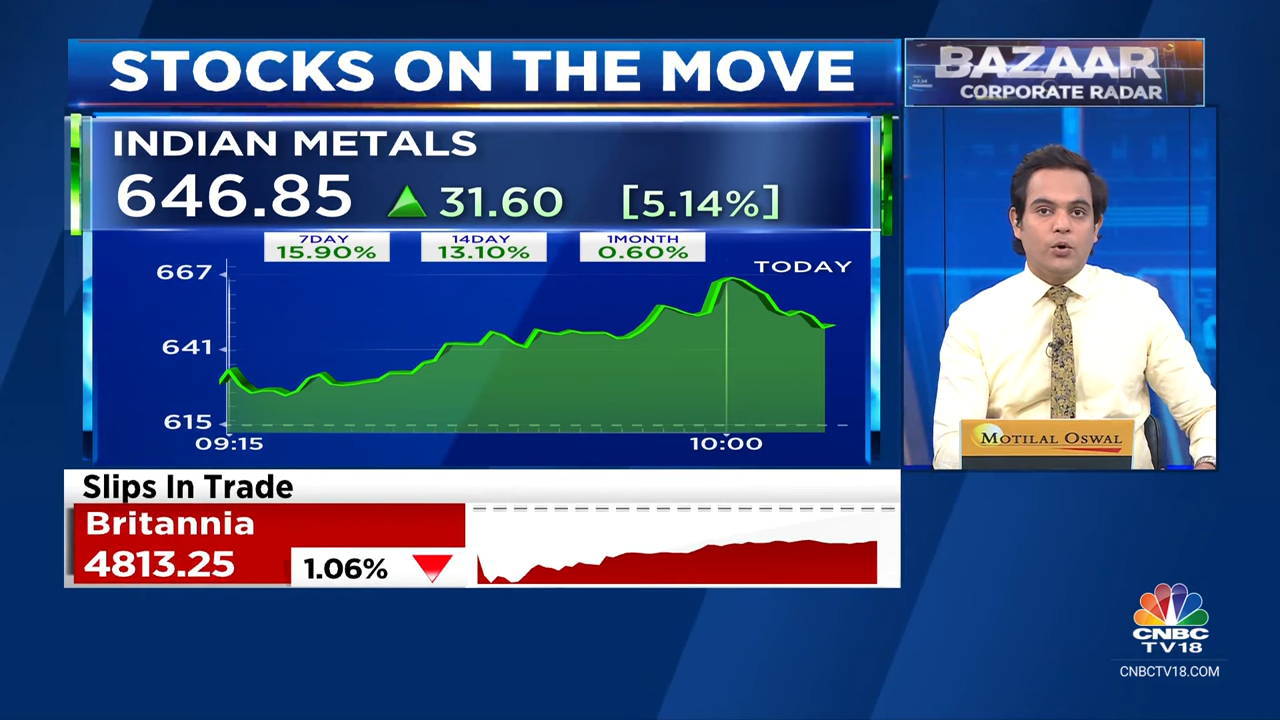 STOCKS ON THE MOVE
BAZAAR
CORPORATE RADAR
INDIAN METALS
646.85 ▲ 31.60 [5.14%]
7DAY
15.90%
14DAY
13.10%
1MONTH
0.60%
TODAY
667
641
615
09:15
10:00
MOTILAL OSWAL
Slips In Trade
Britannia
4813.25
1.06% ▼
CNBC
TV18
CNBCTV18.COM